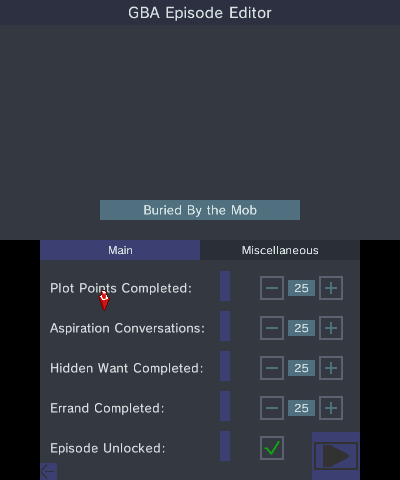 GBA Episode Editor
Buried By the Mob
Main
Miscellaneous
Plot Points Completed:
25
Aspiration Conversations:
25
Hidden Want Completed:
25
Errand Completed:
25
Episode Unlocked: